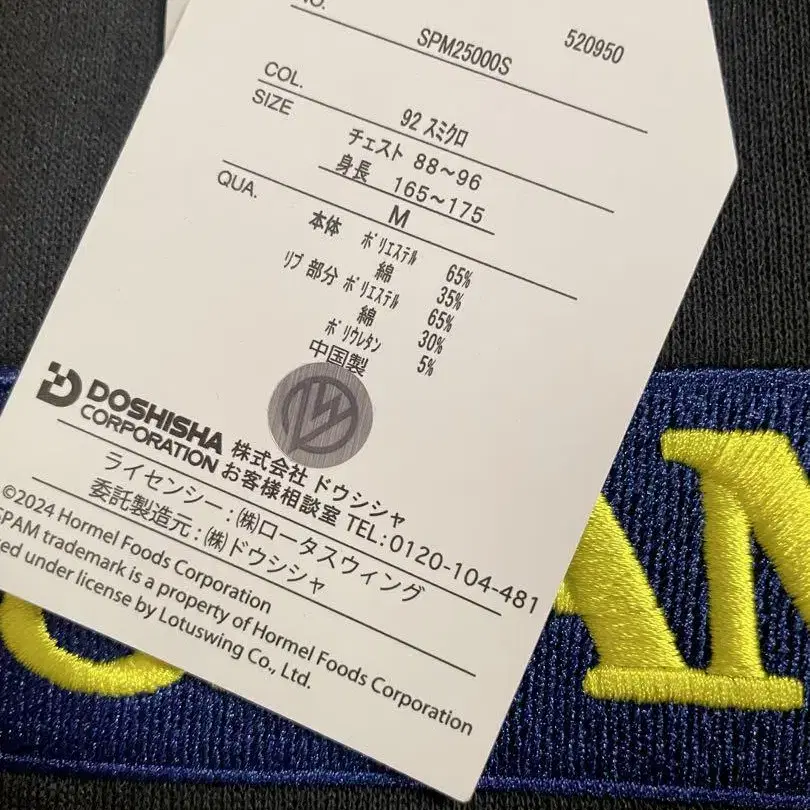 NO.
SPM25000S 520950
COL.
92 スミクロ
SIZE
チェスト 88～96
身長 165～175
M
QUA.
本体 ポリエステル 65%
綿 35%
リブ部分 ポリエステル 65%
綿 30%
ポリウレタン 5%
中国製
DOSHISHA
CORPORATION
株式会社 ドウシシャ
お客様相談室 TEL:0120-104-481
ライセンシー:(株)ロータスウィング
委託製造元:(株)ドウシシャ
©2024 Hormel Foods Corporation
SPAM trademark is a property of Hormel Foods Corporation
under license by Lotuswing Co., Ltd.
AM